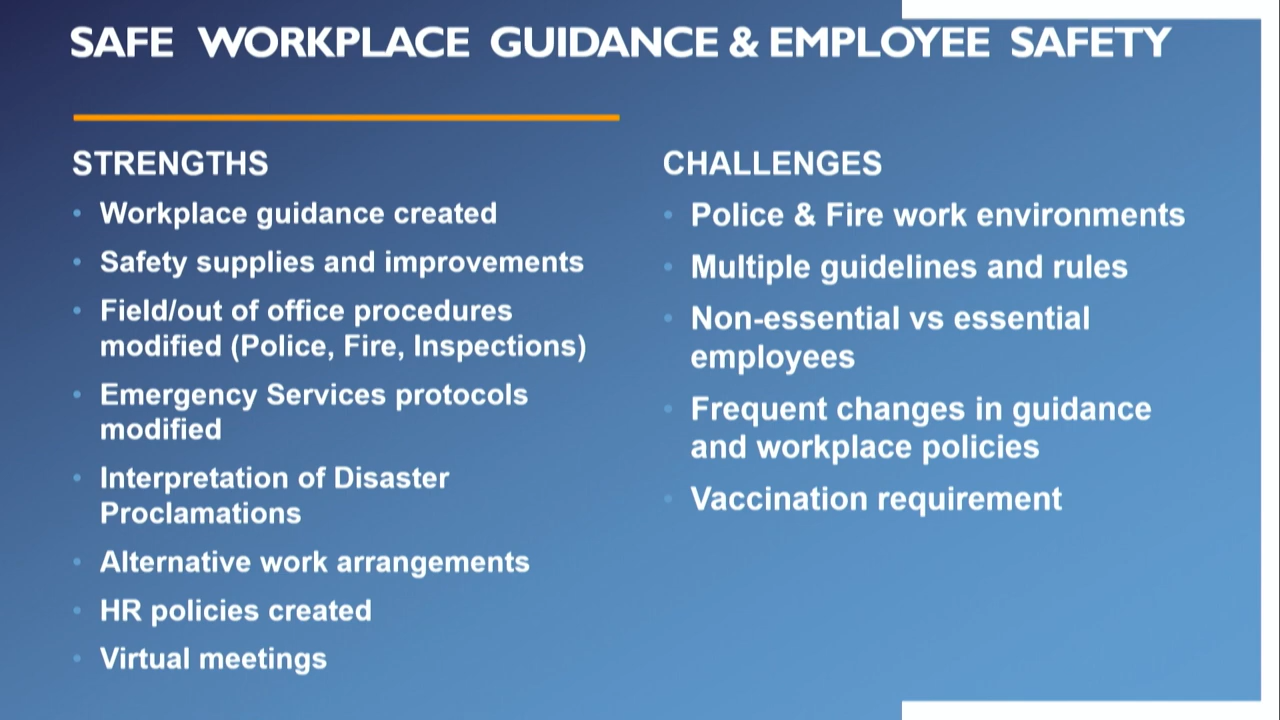 SAFE WORKPLACE GUIDANCE & EMPLOYEE SAFETY
STRENGTHS
• Workplace guidance created
• Safety supplies and improvements
• Field/out of office procedures
modified (Police, Fire, Inspections)
• Emergency Services protocols
modified
• Interpretation of Disaster
Proclamations
• Alternative work arrangements
• HR policies created
• Virtual meetings
CHALLENGES
• Police & Fire work environments
• Multiple guidelines and rules
• Non-essential vs essential
employees
• Frequent changes in guidance
and workplace policies
• Vaccination requirement